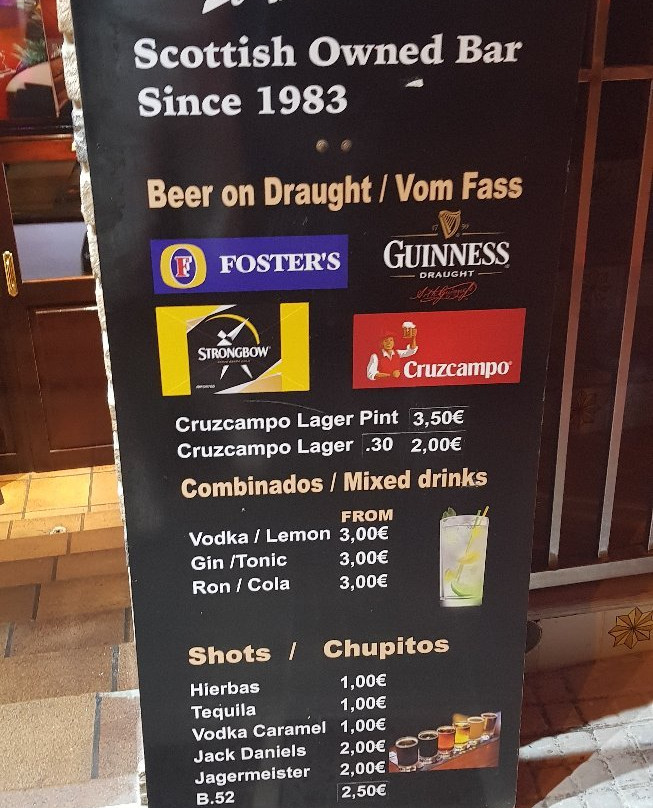 Scottish Owned Bar
Since 1983
Beer on Draught / Vom Fass
F FOSTER'S
17 59
GUINNESS
DRAUGHT
STRONGBOW
Cruzcampo
Cruzcampo Lager Pint 3,50€
Cruzcampo Lager .30 2,00€
Combinados / Mixed drinks
FROM
Vodka / Lemon 3,00€
Gin /Tonic 3,00€
Ron / Cola 3,00€
Shots / Chupitos
Hierbas 1,00€
Tequila 1,00€
Vodka Caramel 1,00€
Jack Daniels 2,00€
Jagermeister 2,00€
B.52 2,50€